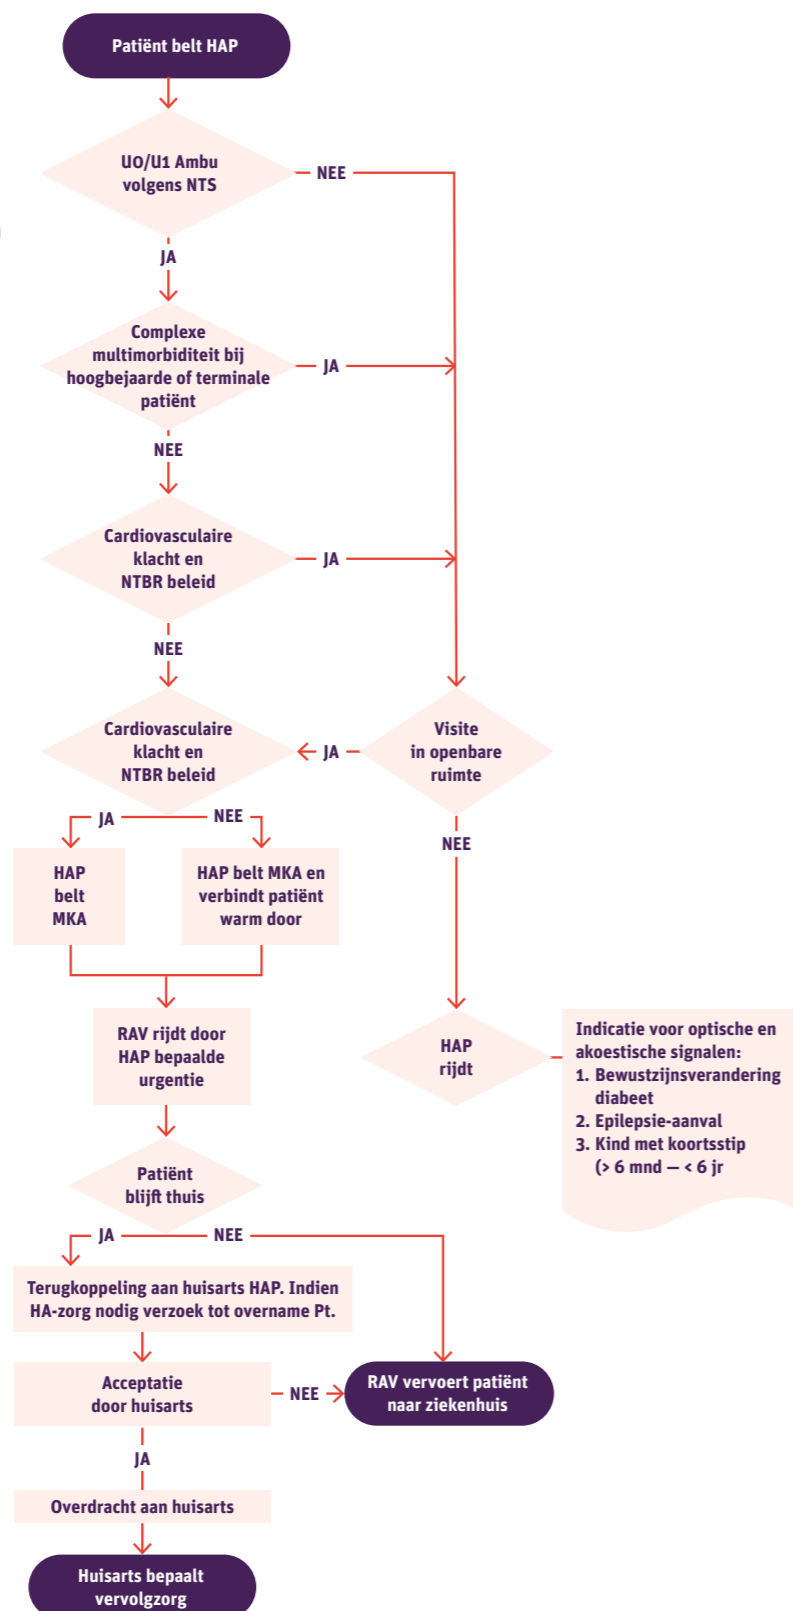 Patiënt belt HAP
U0/U1 Ambu
volgens NTS
NEE
JA
Complexe
multimorbiditeit bij
hoogbejaarde of terminale
patiënt
JA
NEE
Cardiovasculaire
klacht en
NTBR beleid
JA
NEE
Cardiovasculaire
klacht en
NTBR beleid
JA
Visite
in openbare
ruimte
JA
NEE
NEE
HAP
belt
MKA
HAP belt MKA en
verbindt patiënt
warm door
RAV rijdt door
HAP bepaalde
urgentie
HAP
rijdt
Indicatie voor optische en
akoestische signalen:
1. Bewustzijnsverandering
diabeet
2. Epilepsie-aanval
3. Kind met koortsstip
(> 6 mnd – < 6 jr
Patiënt
blijft thuis
JA
NEE
Terugkoppeling aan huisarts HAP. Indien
HA-zorg nodig verzoek tot overname Pt.
Acceptatie
door huisarts
NEE
RAV vervoert patiënt
naar ziekenhuis
JA
Overdracht aan huisarts
Huisarts bepaalt
vervolgzorg